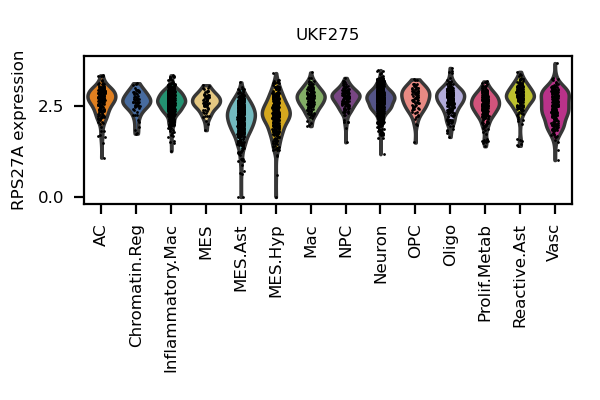 UKF275
RPS27A expression
2.5
0.0
AC
Chromatin.Reg
Inflammatory.Mac
MES
MES.Ast
MES.Hyp
Mac
NPC
Neuron
OPC
Oligo
Prolif.Metab
Reactive.Ast
Vasc